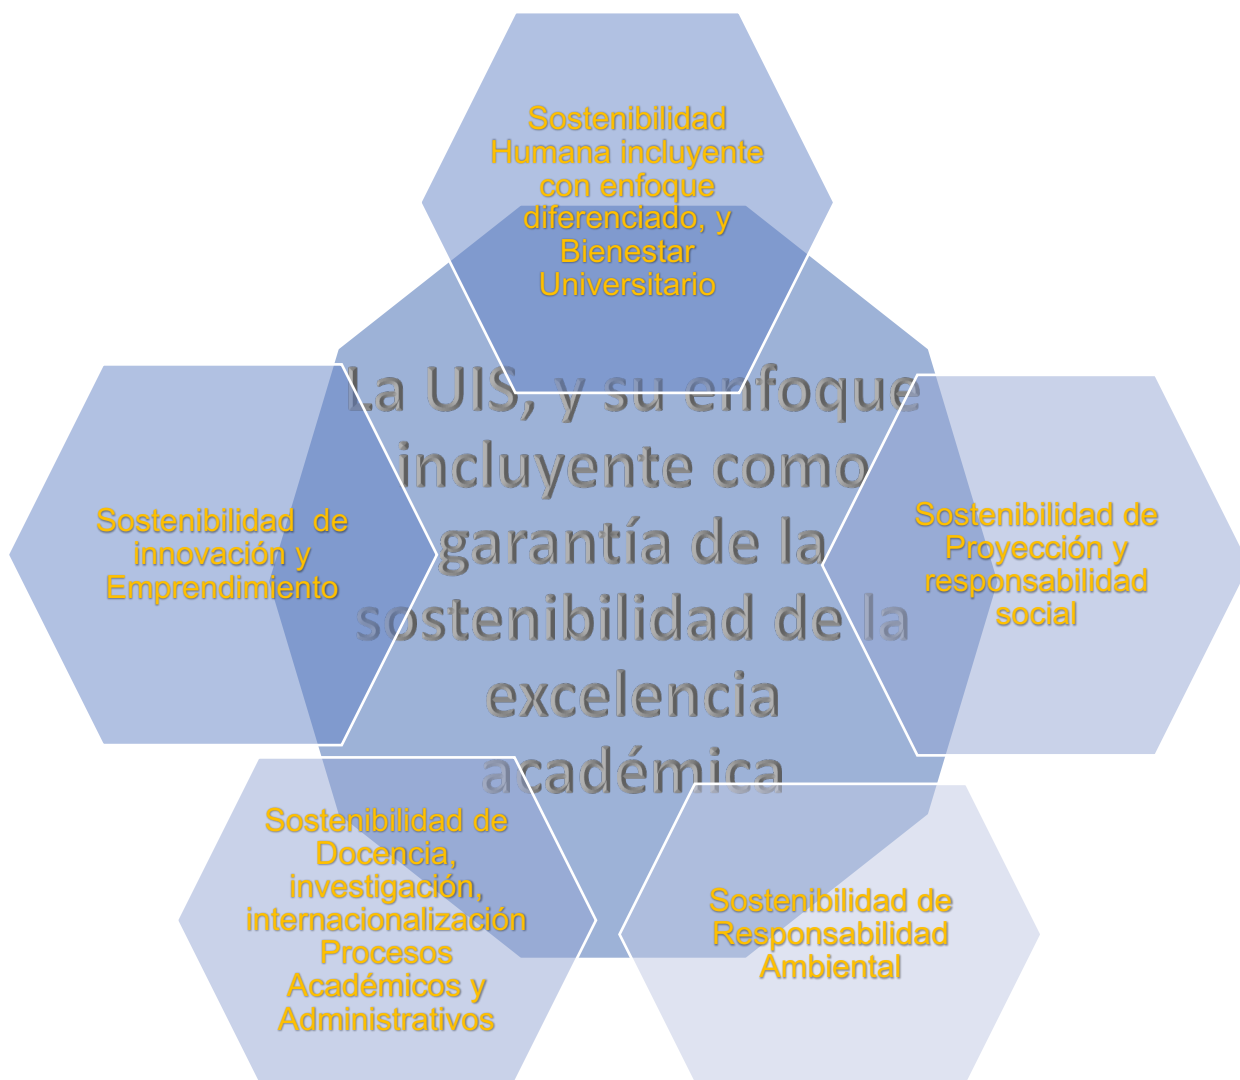 Sostenibilidad
Humana incluyente
con enfoque
diferenciado, y
Bienestar
Universitario
La UIS, y su enfoque
incluyente como
garantía de la
sostenibilidad de la
excelencia
académica
Sostenibilidad de
Proyección y
responsabilidad
social
Sostenibilidad de
Responsabilidad
Ambiental
Sostenibilidad de
Docencia,
investigación,
internacionalización
Procesos
Académicos y
Administrativos
Sostenibilidad  de
innovación y
Emprendimiento